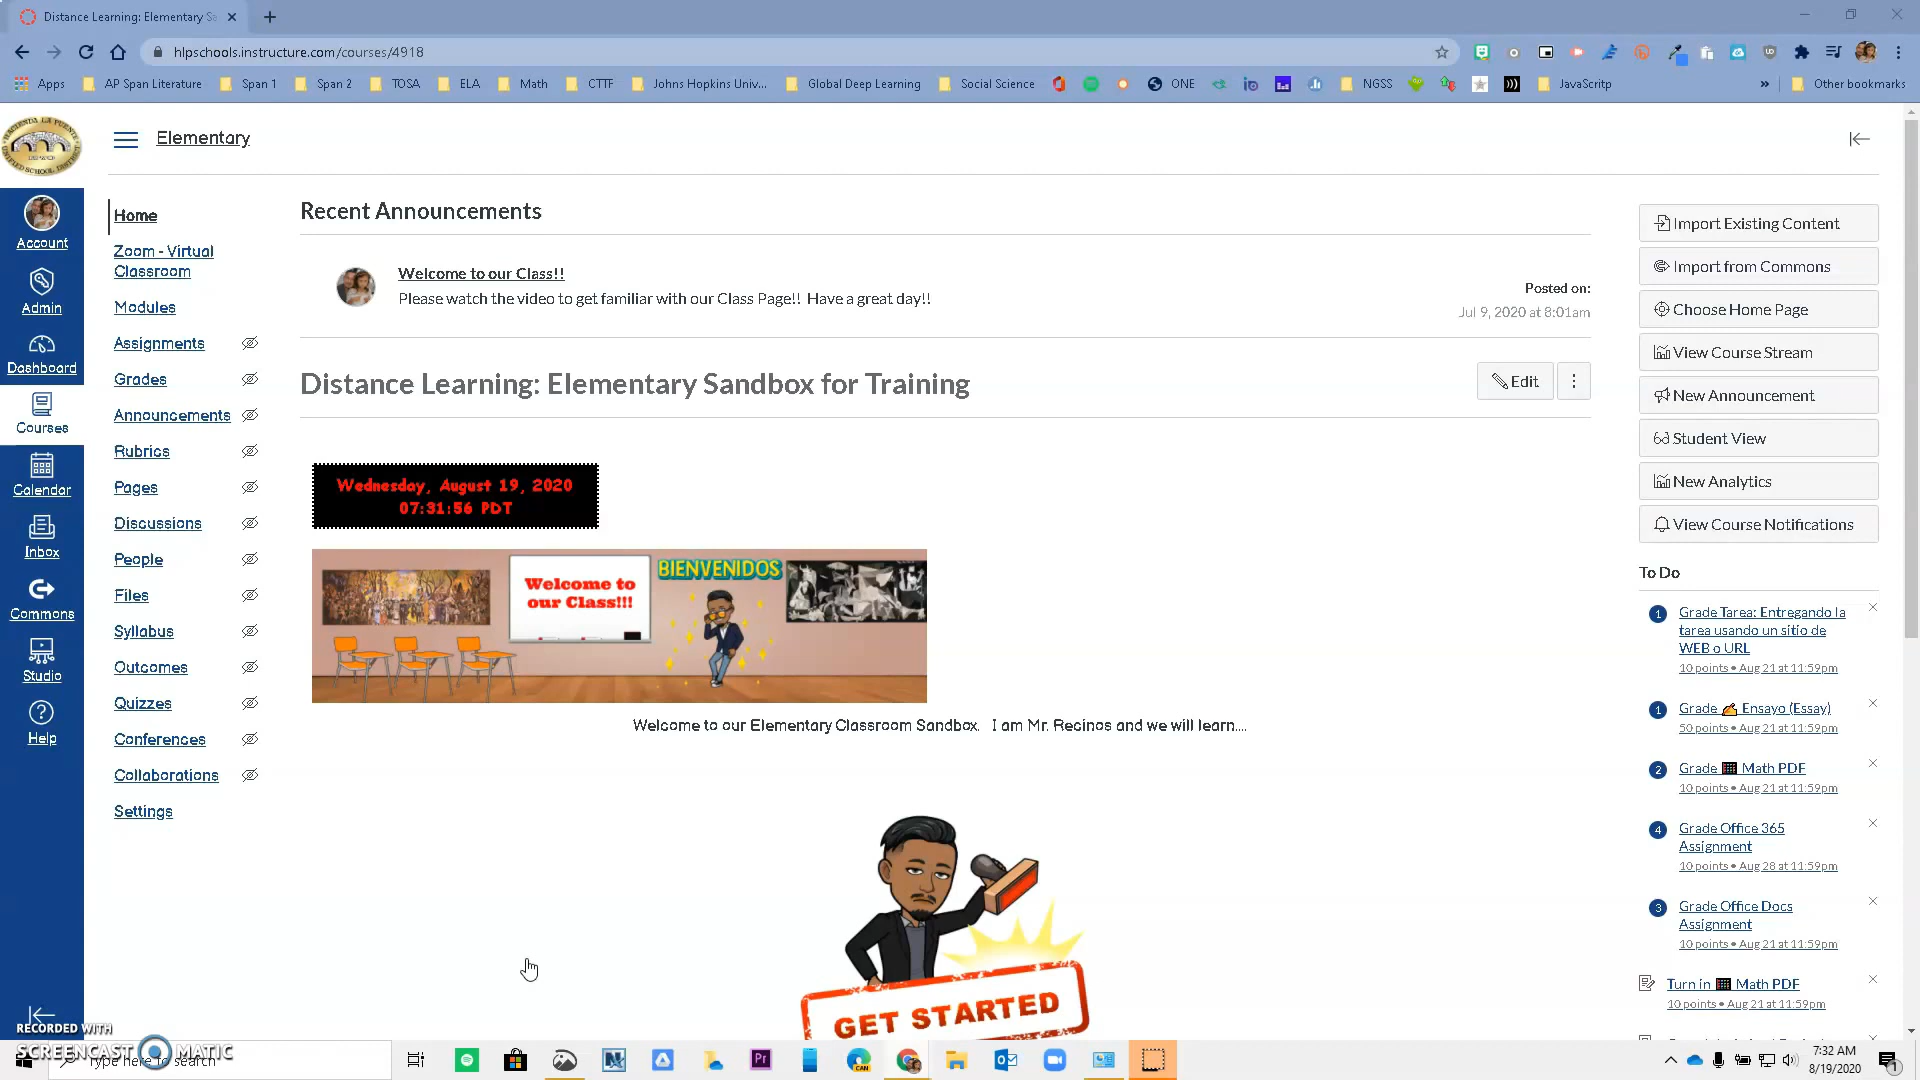 Distance Learning: Elementary Sa
hlpschools.instructure.com/courses/4918
Apps
AP Span Literature
Span 1
Span 2
TOSA
ELA
Math
CTTF
Johns Hopkins Univ...
Global Deep Learning
Social Science
ONE
NGSS
JavaScritp
»
Other bookmarks
Elementary
Account
Admin
Dashboard
Courses
Calendar
Inbox
Commons
Studio
Help
Home
Zoom - Virtual
Classroom
Modules
Assignments
Grades
Announcements
Rubrics
Pages
Discussions
People
Files
Syllabus
Outcomes
Quizzes
Conferences
Collaborations
Settings
Recent Announcements
Welcome to our Class!!
Please watch the video to get familiar with our Class Page!! Have a great day!!
Posted on:
Jul 9, 2020 at 8:01am
Distance Learning: Elementary Sandbox for Training
Edit
Wednesday, August 19, 2020
07:31:56 PDT
Welcome to
our Class!!!
BIENVENIDOS
Welcome to our Elementary Classroom Sandbox. I am Mr. Recinos and we will learn....
GET STARTED
Import Existing Content
Import from Commons
Choose Home Page
View Course Stream
New Announcement
Student View
New Analytics
View Course Notifications
To Do
1 Grade Tarea: Entregando la
tarea usando un sitio de
WEB o URL
10 points • Aug 21 at 11:59pm
1 Grade ✍ Ensayo (Essay)
50 points • Aug 21 at 11:59pm
2 Grade Math PDF
10 points • Aug 21 at 11:59pm
4 Grade Office 365
Assignment
10 points • Aug 28 at 11:59pm
3 Grade Office Docs
Assignment
10 points • Aug 21 at 11:59pm
Turn in Math PDF
10 points • Aug 21 at 11:59pm
RECORDED WITH
SCREENCAST MATIC
Type here to search
7:32 AM
8/19/2020